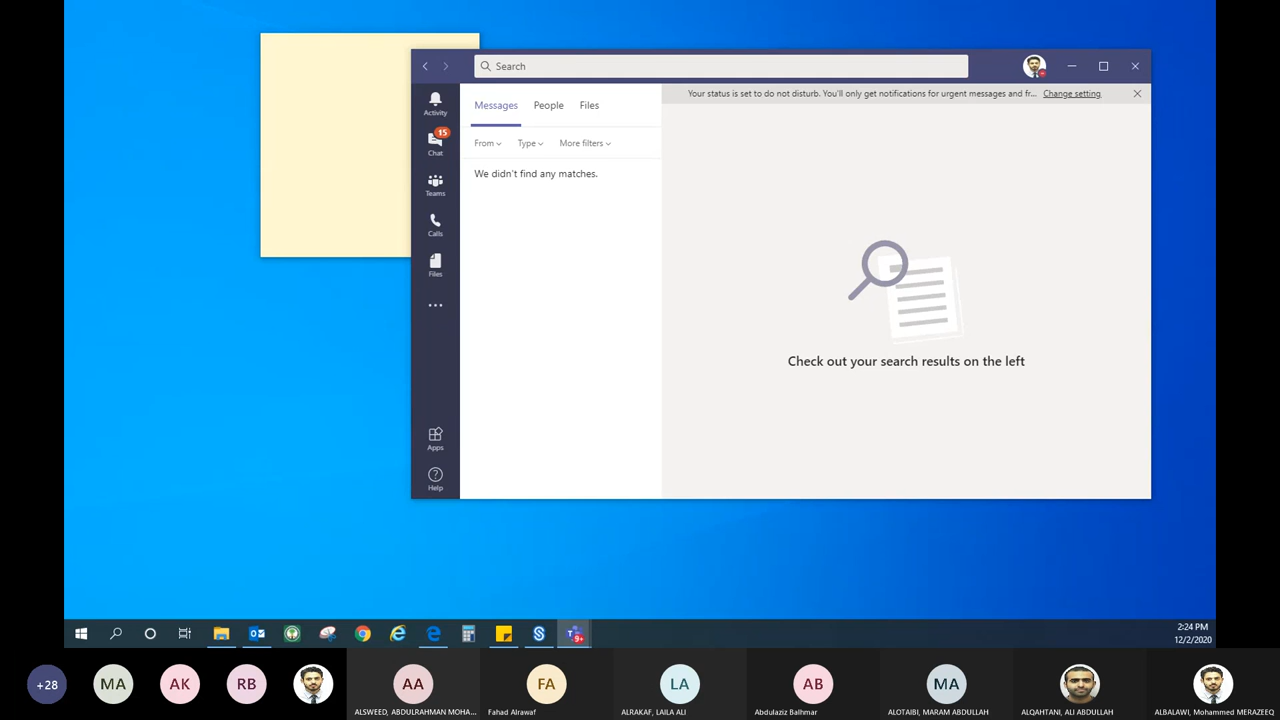 Search
Your status is set to do not disturb. You'll only get notifications for urgent messages and fr... Change setting
Activity
15
Chat
Teams
Calls
Files
Apps
Help
Messages People Files
From Type More filters
We didn't find any matches.
Check out your search results on the left
9+
2:24 PM
12/2/2020
+28
MA
AK
RB
AA
ALSWEED, ABDULRAHMAN MOHA...
FA
Fahad Alrawaf
LA
ALRAKAF, LAILA ALI
AB
Abdulaziz Balhmar
MA
ALOTAIBI, MARAM ABDULLAH
ALQAHTANI, ALI ABDULLAH
ALBALAWI, Mohammed MERAZEEQ